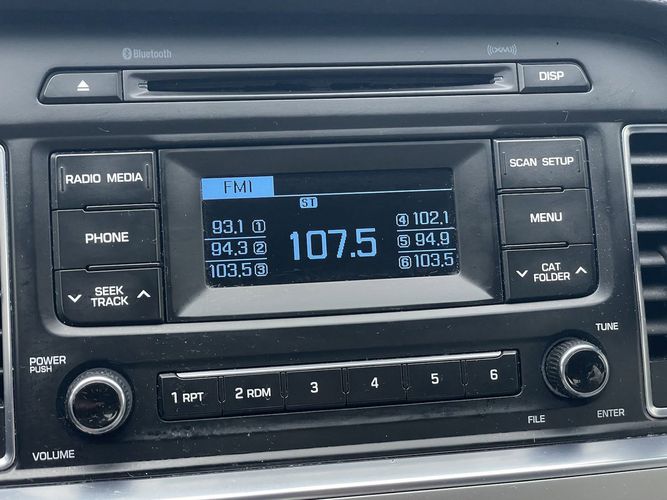 Bluetooth
((XM))
DISP
RADIO MEDIA
FM1
SCAN SETUP
ST
93.1 1
4 102.1
PHONE
94.3 2
107.5
5 94.9
MENU
103.5 3
6 103.5
SEEK
TRACK
CAT
FOLDER
TUNE
POWER
PUSH
1 RPT
2 RDM
3
4
5
6
FILE
ENTER
VOLUME